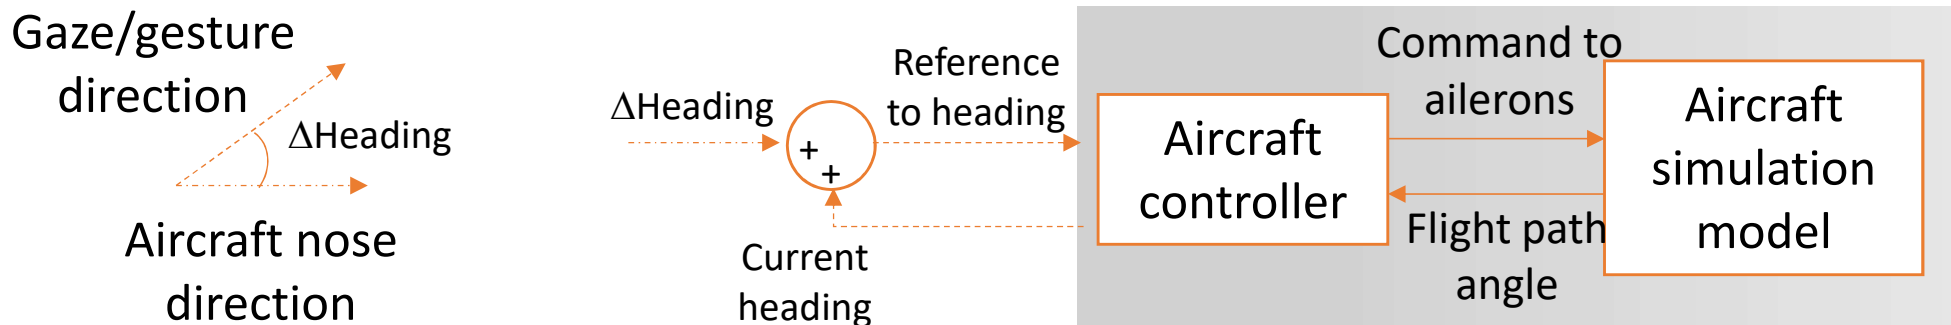 Gaze/gesture
direction
ΔHeading
Aircraft nose
direction
ΔHeading
+
+
Reference
to heading
Current
heading
Aircraft
controller
Command to
ailerons
Flight path
angle
Aircraft
simulation
model